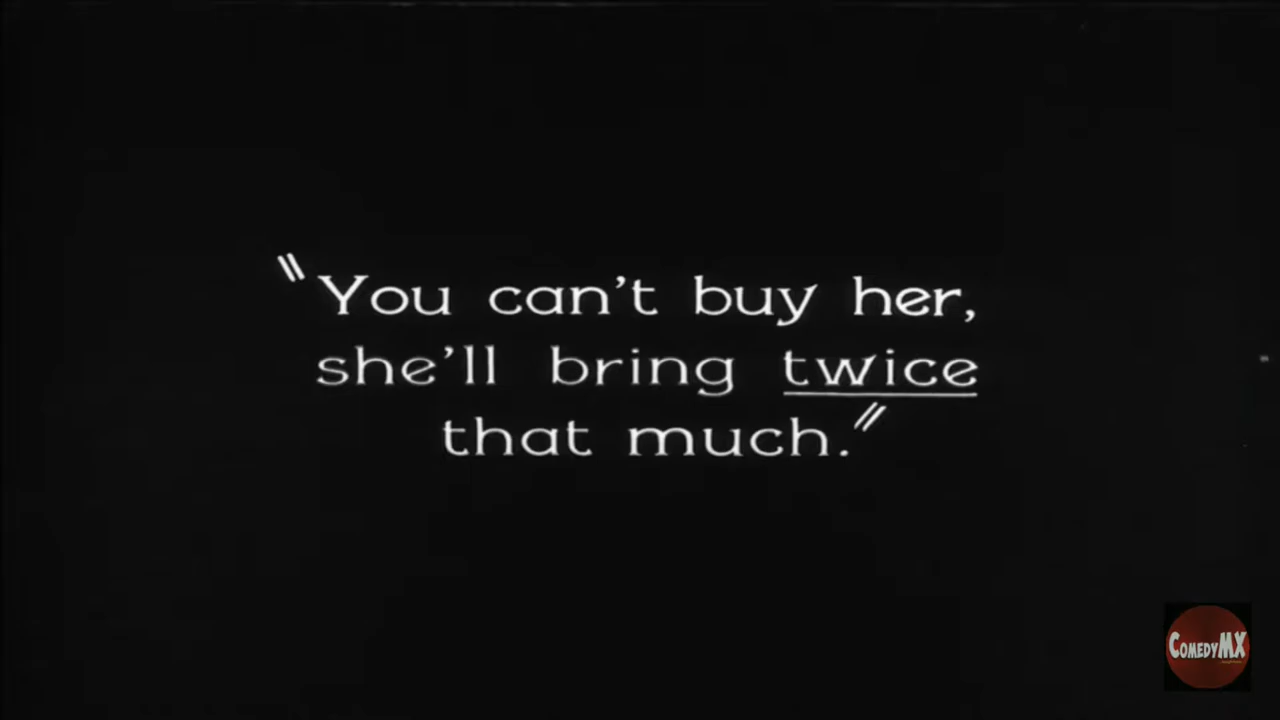 "You can't buy her,
she'll bring twice
that much."
COMEDYMX